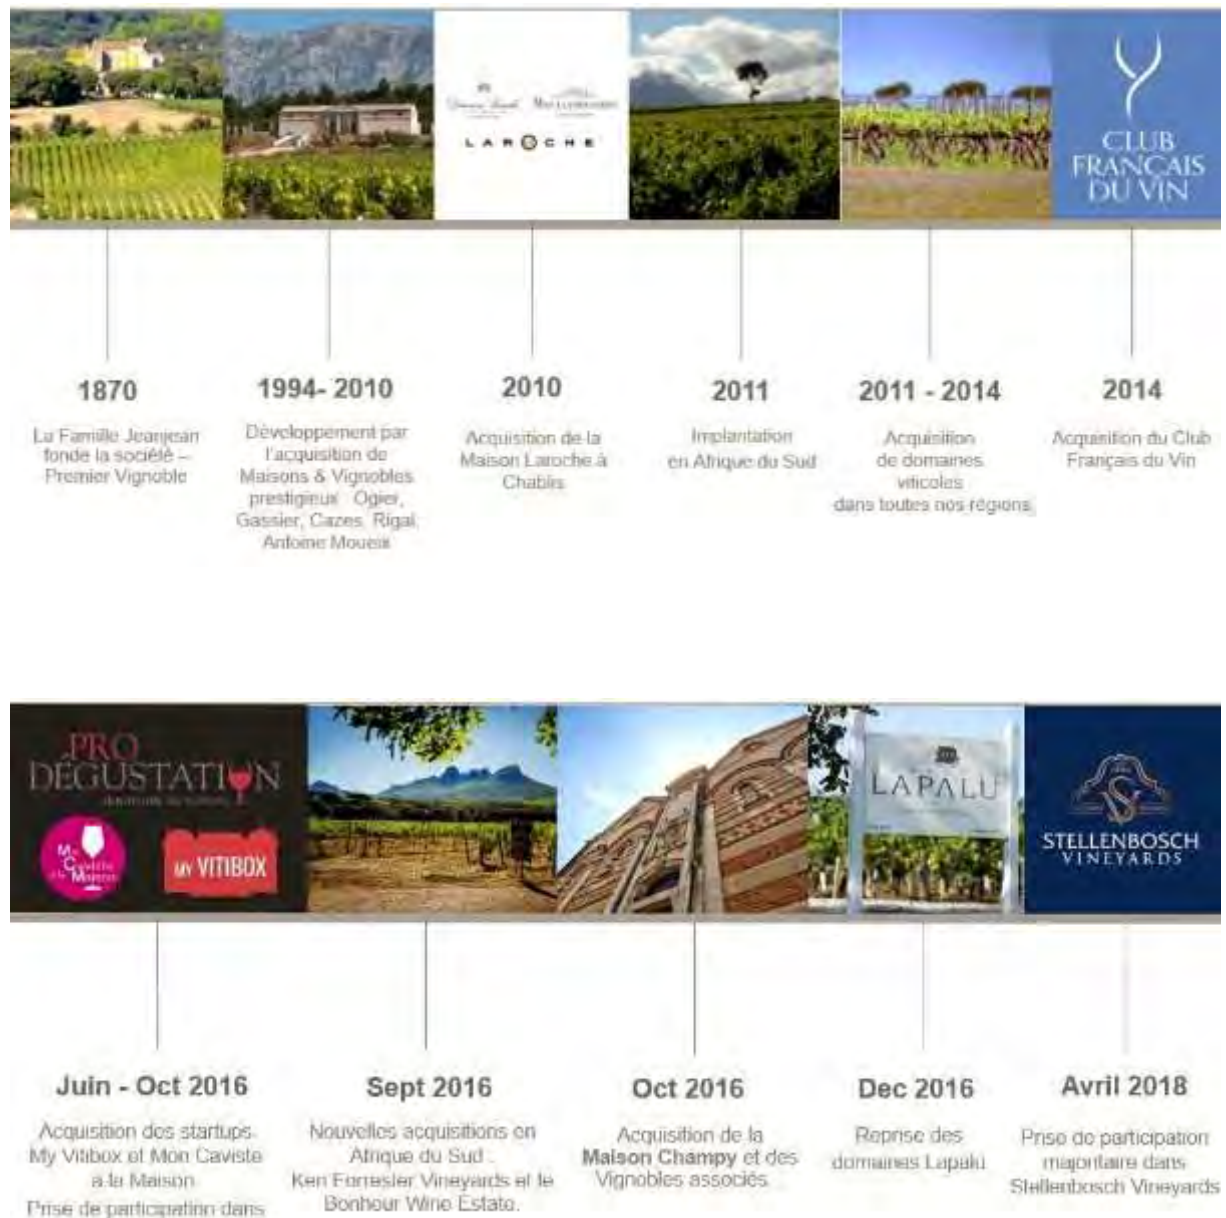 LAROCHE
CLUB
FRANÇAIS
DU VIN
1870
La Famille Jeanjean
fonde la société –
Premier Vignoble
1994- 2010
Développement par
l'acquisition de
Maisons & Vignobles
prestigieux Ogier,
Gassier, Cazes, Rigal,
Antoine Moueix
2010
Acquisition de la
Maison Laroche à
Chablis
2011
Implantation
en Afrique du Sud
2011 - 2014
Acquisition
de domaines
viticoles
dans toutes nos régions
2014
Acquisition du Club
Français du Vin
PRO
DÉGUSTATION
Mon
Caviste
à la
Maison
MY VITIBOX
LAPALU
STELLENBOSCH
VINEYARDS
Juin - Oct 2016
Acquisition des startups
My Vitibox et Mon Caviste
à la Maison
Prise de participation dans
Sept 2016
Nouvelles acquisitions en
Afrique du Sud :
Ken Forrester Vineyards et le
Bonheur Wine Estate.
Oct 2016
Acquisition de la
Maison Champy et des
Vignobles associés.
Dec 2016
Reprise des
domaines Lapalu
Avril 2018
Prise de participation
majoritaire dans
Stellenbosch Vineyards